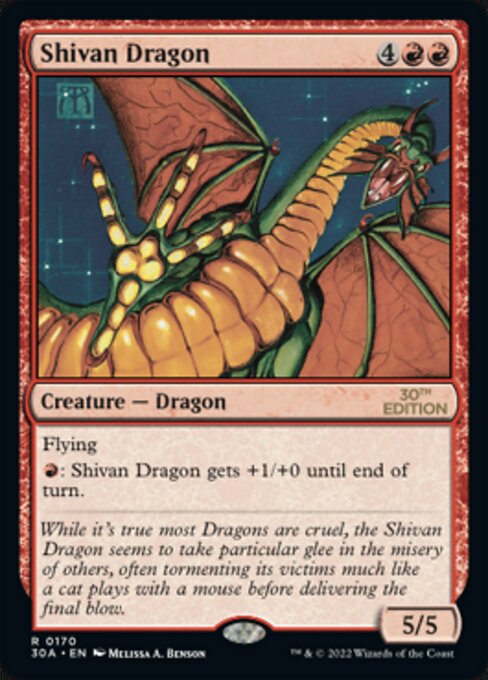 Shivan Dragon 4
30TH
EDITION
Creature — Dragon
Flying
: Shivan Dragon gets +1/+0 until end of
turn.
While it's true most Dragons are cruel, the Shivan
Dragon seems to take particular glee in the misery
of others, often tormenting its victims much like
a cat plays with a mouse before delivering the
final blow.
5/5
R 0170
30A • EN Melissa A. Benson
™ & © 2022 Wizards of the Coast